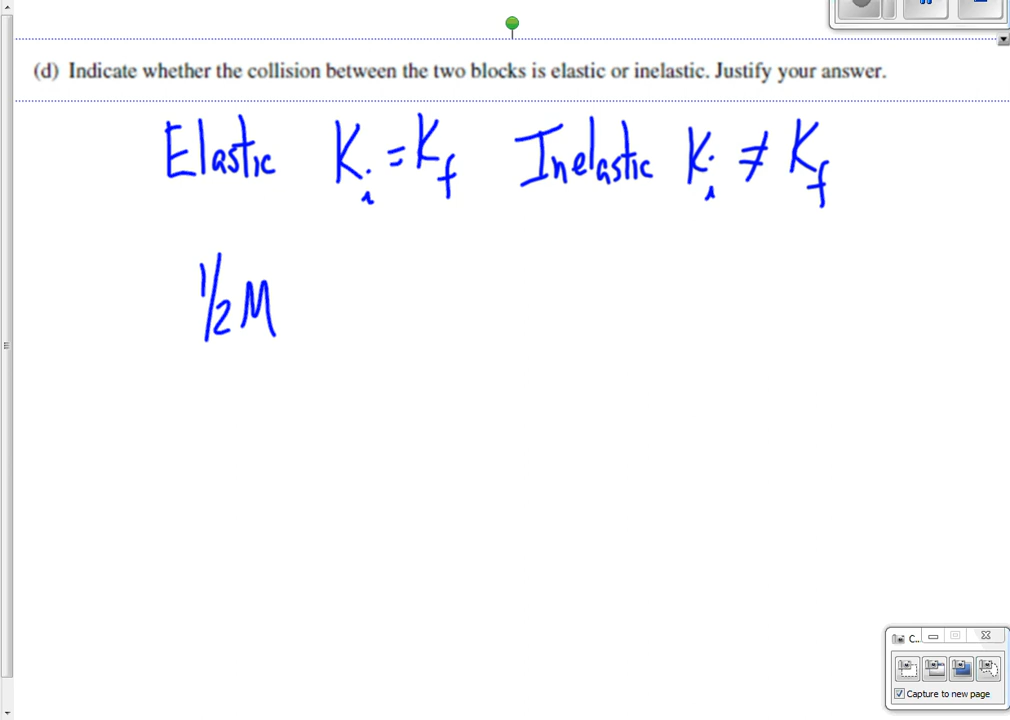 (d) Indicate whether the collision between the two blocks is elastic or inelastic. Justify your answer.
Elastic Ki = Kf Inelastic Ki ≠ Kf
1/2 M
C...
Capture to new page